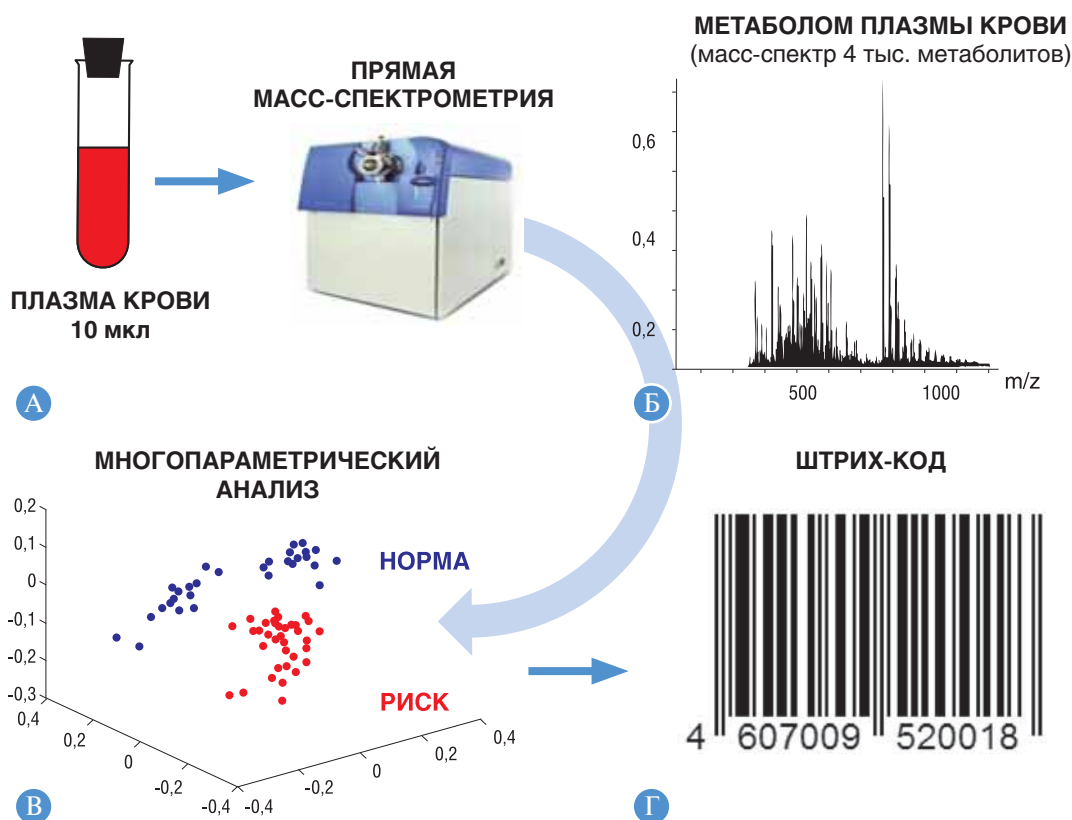 ПРЯМАЯ
МАСС-СПЕКТРОМЕТРИЯ
ПЛАЗМА КРОВИ
10 мкл
А
МЕТАБОЛОМ ПЛАЗМЫ КРОВИ
(масс-спектр 4 тыс. метаболитов)
0,6
0,4
0,2
500
1000
m/z
Б
МНОГОПАРАМЕТРИЧЕСКИЙ
АНАЛИЗ
0,2
0,1
0
-0,1
-0,2
-0,3
0,4
0,2
0
-0,2
-0,4
-0,4
-0,2
0
0,2
0,4
НОРМА
РИСК
В
ШТРИХ-КОД
4 607009 520018
Г